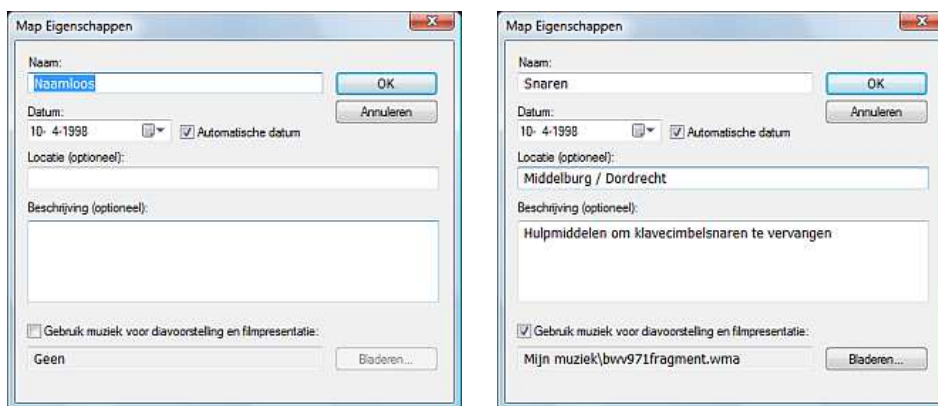 Map Eigenschappen
Naam:
Naamloos
OK
Datum:
Annuleren
10- 4-1998
Automatische datum
Locatie (optioneel):
Beschrijving (optioneel):
Gebruik muziek voor diavoorstelling en filmpresentatie:
Geen
Bladeren...
Map Eigenschappen
Naam:
Snaren
OK
Datum:
Annuleren
10- 4-1998
Automatische datum
Locatie (optioneel):
Middelburg / Dordrecht
Beschrijving (optioneel):
Hulpmiddelen om klavecimbelsnaren te vervangen
Gebruik muziek voor diavoorstelling en filmpresentatie:
Mijn muziek\bwv971fragment.wma
Bladeren...